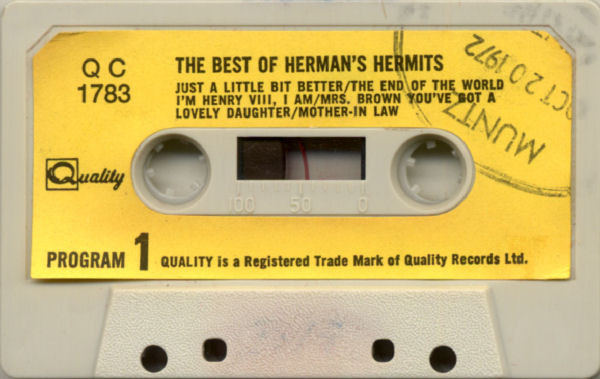 Q C
1783
THE BEST OF HERMAN'S HERMITS
JUST A LITTLE BIT BETTER/THE END OF THE WORLD
I'M HENRY VIII, I AM/MRS. BROWN YOU'VE GOT A
LOVELY DAUGHTER/MOTHER-IN LAW
OCT 20 1972
MUNTZ
Quality
100 50 0
PROGRAM 1
QUALITY is a Registered Trade Mark of Quality Records Ltd.